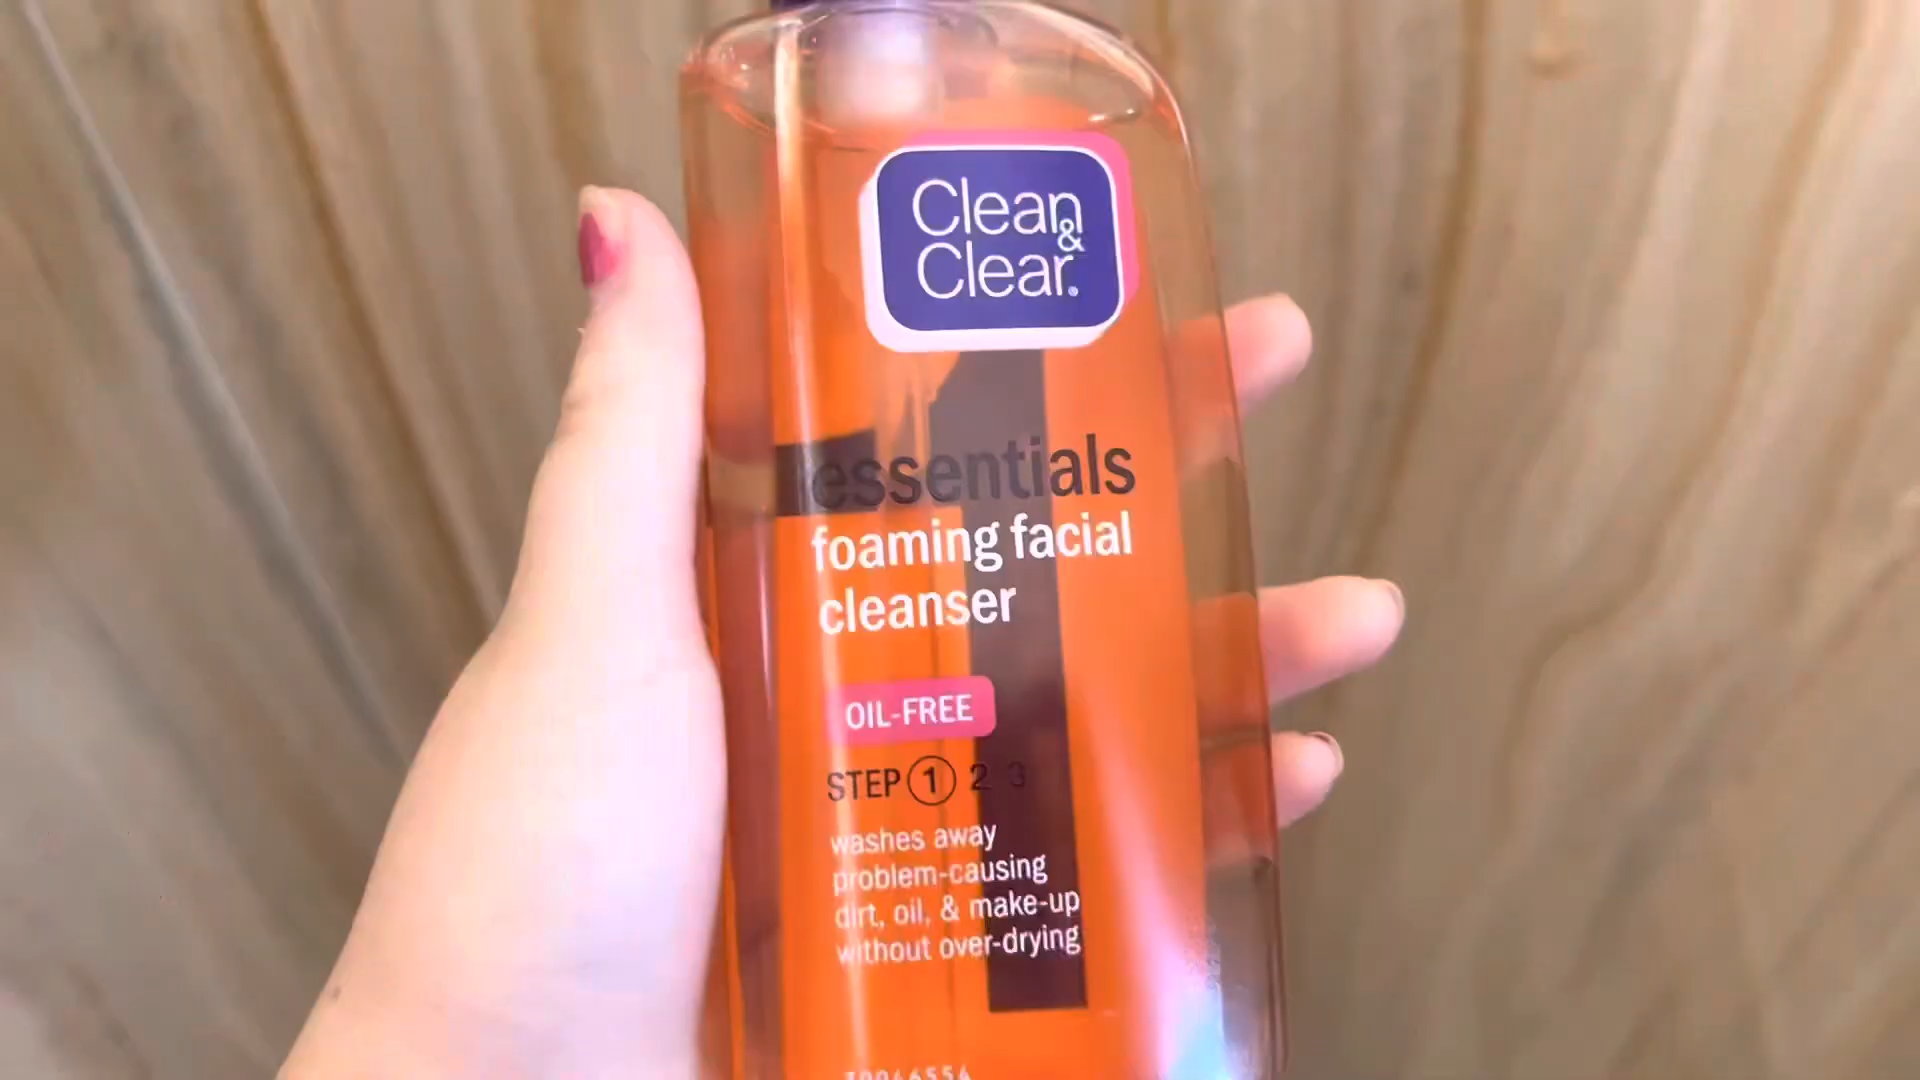 Clean
&
Clear®
essentials
foaming facial
cleanser
OIL-FREE
STEP 1 2 3
washes away
problem-causing
dirt, oil, & make-up
without over-drying